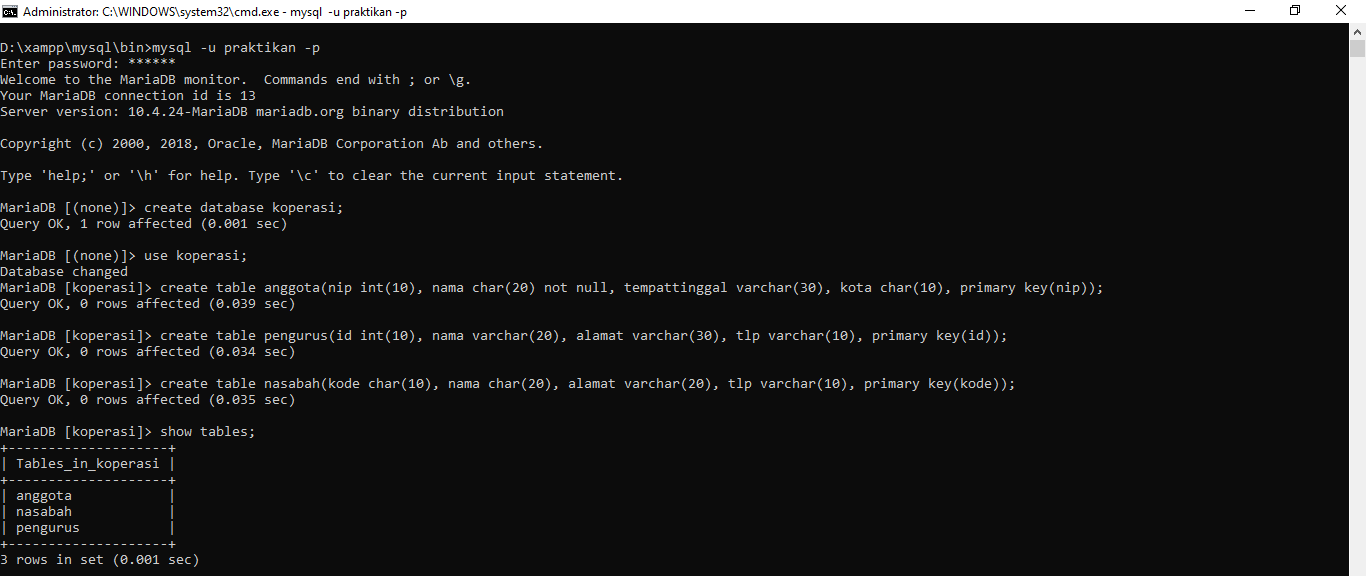 Administrator: C:\WINDOWS\system32\cmd.exe - mysql  -u praktikan -p
D:\xampp\mysql\bin>mysql -u praktikan -p
Enter password: ******
Welcome to the MariaDB monitor.  Commands end with ; or \g.
Your MariaDB connection id is 13
Server version: 10.4.24-MariaDB mariadb.org binary distribution
Copyright (c) 2000, 2018, Oracle, MariaDB Corporation Ab and others.
Type 'help;' or '\h' for help. Type '\c' to clear the current input statement.
MariaDB [(none)]> create database koperasi;
Query OK, 1 row affected (0.001 sec)
MariaDB [(none)]> use koperasi;
Database changed
MariaDB [koperasi]> create table anggota(nip int(10), nama char(20) not null, tempattinggal varchar(30), kota char(10), primary key(nip));
Query OK, 0 rows affected (0.039 sec)
MariaDB [koperasi]> create table pengurus(id int(10), nama varchar(20), alamat varchar(30), tlp varchar(10), primary key(id));
Query OK, 0 rows affected (0.034 sec)
MariaDB [koperasi]> create table nasabah(kode char(10), nama char(20), alamat varchar(20), tlp varchar(10), primary key(kode));
Query OK, 0 rows affected (0.035 sec)
MariaDB [koperasi]> show tables;
+--------------------+
| Tables_in_koperasi |
+--------------------+
| anggota            |
| nasabah            |
| pengurus           |
+--------------------+
3 rows in set (0.001 sec)